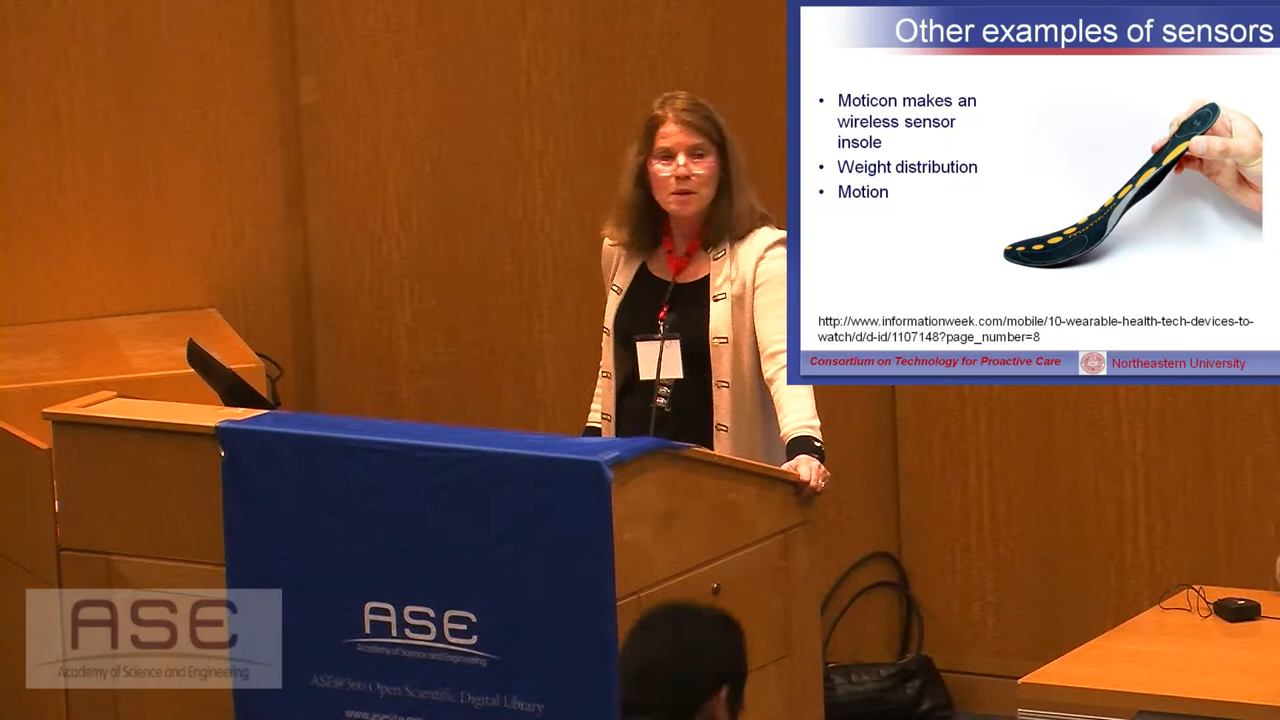 Other examples of sensors
• Moticon makes an
wireless sensor
insole
• Weight distribution
• Motion
http://www.informationweek.com/mobile/10-wearable-health-tech-devices-to-
watch/d/d-id/1107148?page_number=8
Consortium on Technology for Proactive Care
Northeastern University
ASE
Academy of Science and Engineering
ASE@360 Open Scientific Digital Library
ASE
Academy of Science and Engineering